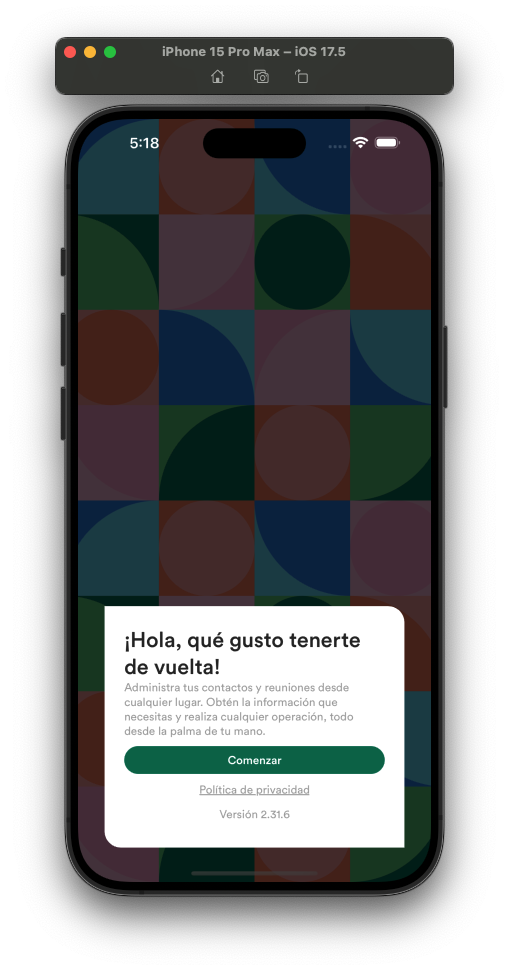 iPhone 15 Pro Max – iOS 17.5
5:18
¡Hola, qué gusto tenerte
de vuelta!
Administra tus contactos y reuniones desde
cualquier lugar. Obtén la información que
necesitas y realiza cualquier operación, todo
desde la palma de tu mano.
Comenzar
Política de privacidad
Versión 2.31.6